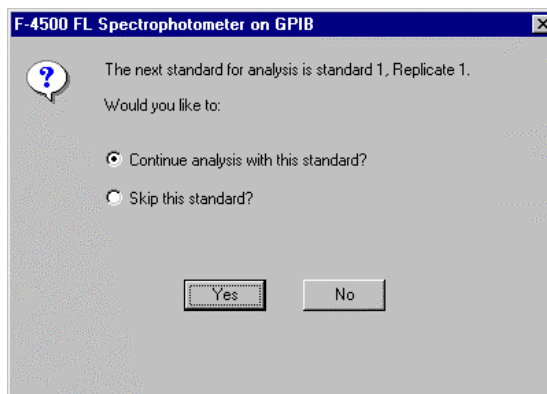 F-4500 FL Spectrophotometer on GPIB
The next standard for analysis is standard 1, Replicate 1.
Would you like to:
Continue analysis with this standard?
Skip this standard?
Yes
No